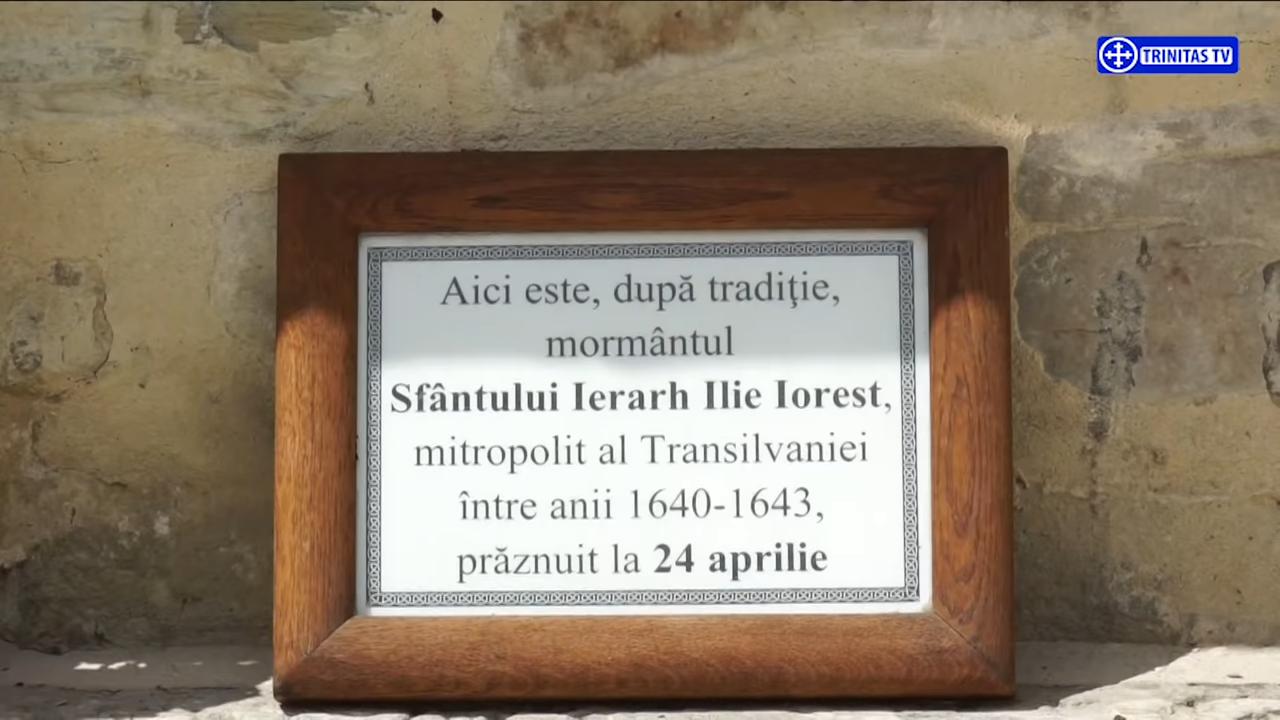 TRINITAS TV
Aici este, după tradiţie,
mormântul
Sfântului Ierarh Ilie Iorest,
mitropolit al Transilvaniei
între anii 1640-1643,
prăznuit la 24 aprilie